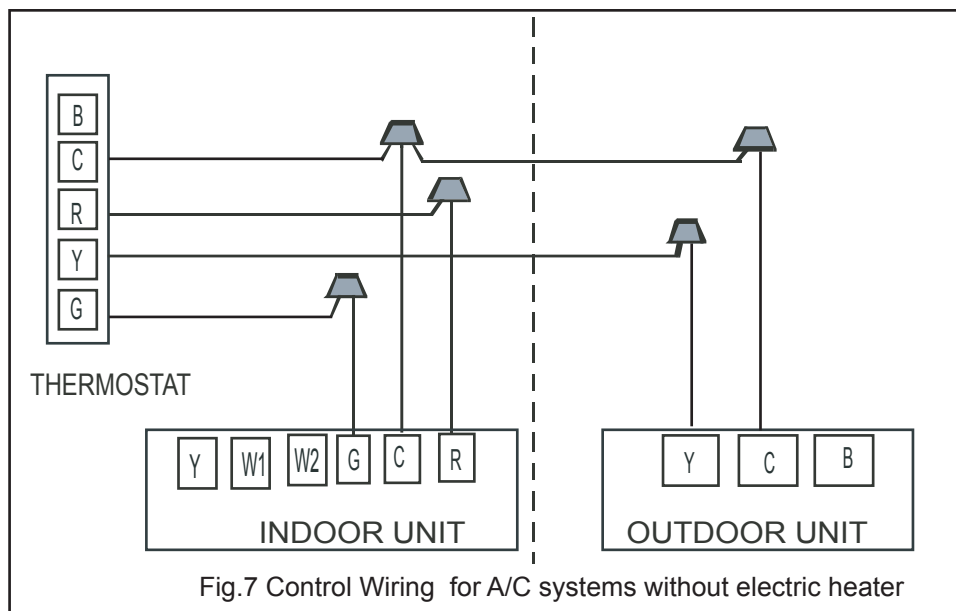 B
C
R
Y
G
THERMOSTAT
Y W1 W2 G C R
INDOOR UNIT
Y C B
OUTDOOR UNIT
Fig.7 Control Wiring for A/C systems without electric heater